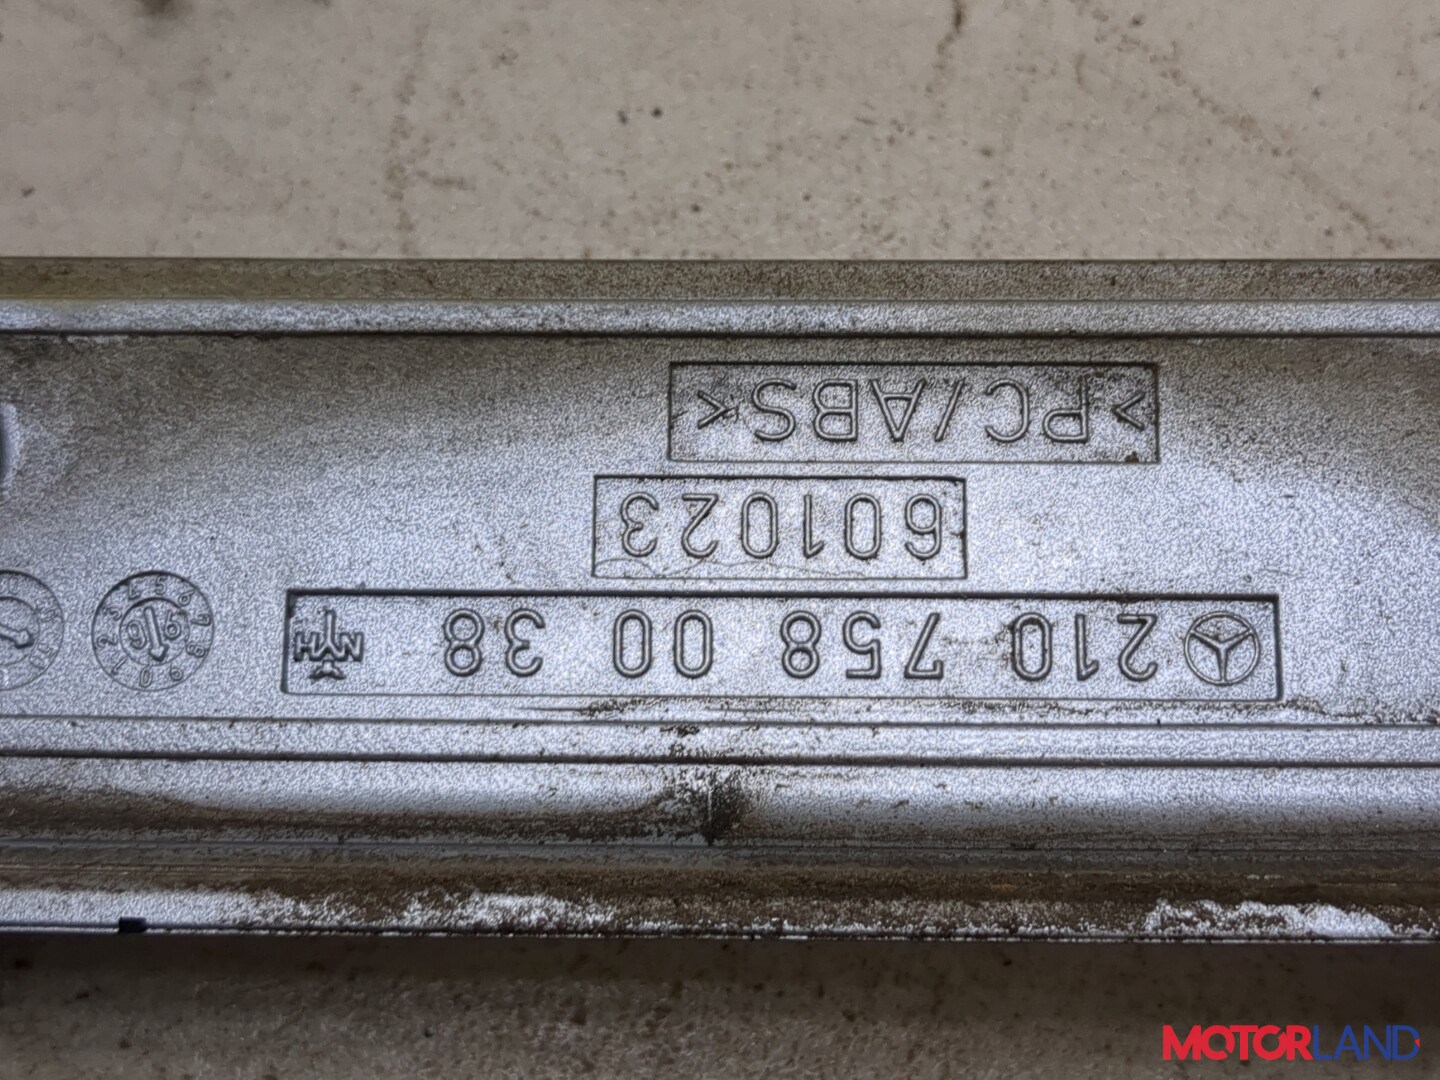 210 758 00 38
601023
>PC/ABS<
MOTORLAND